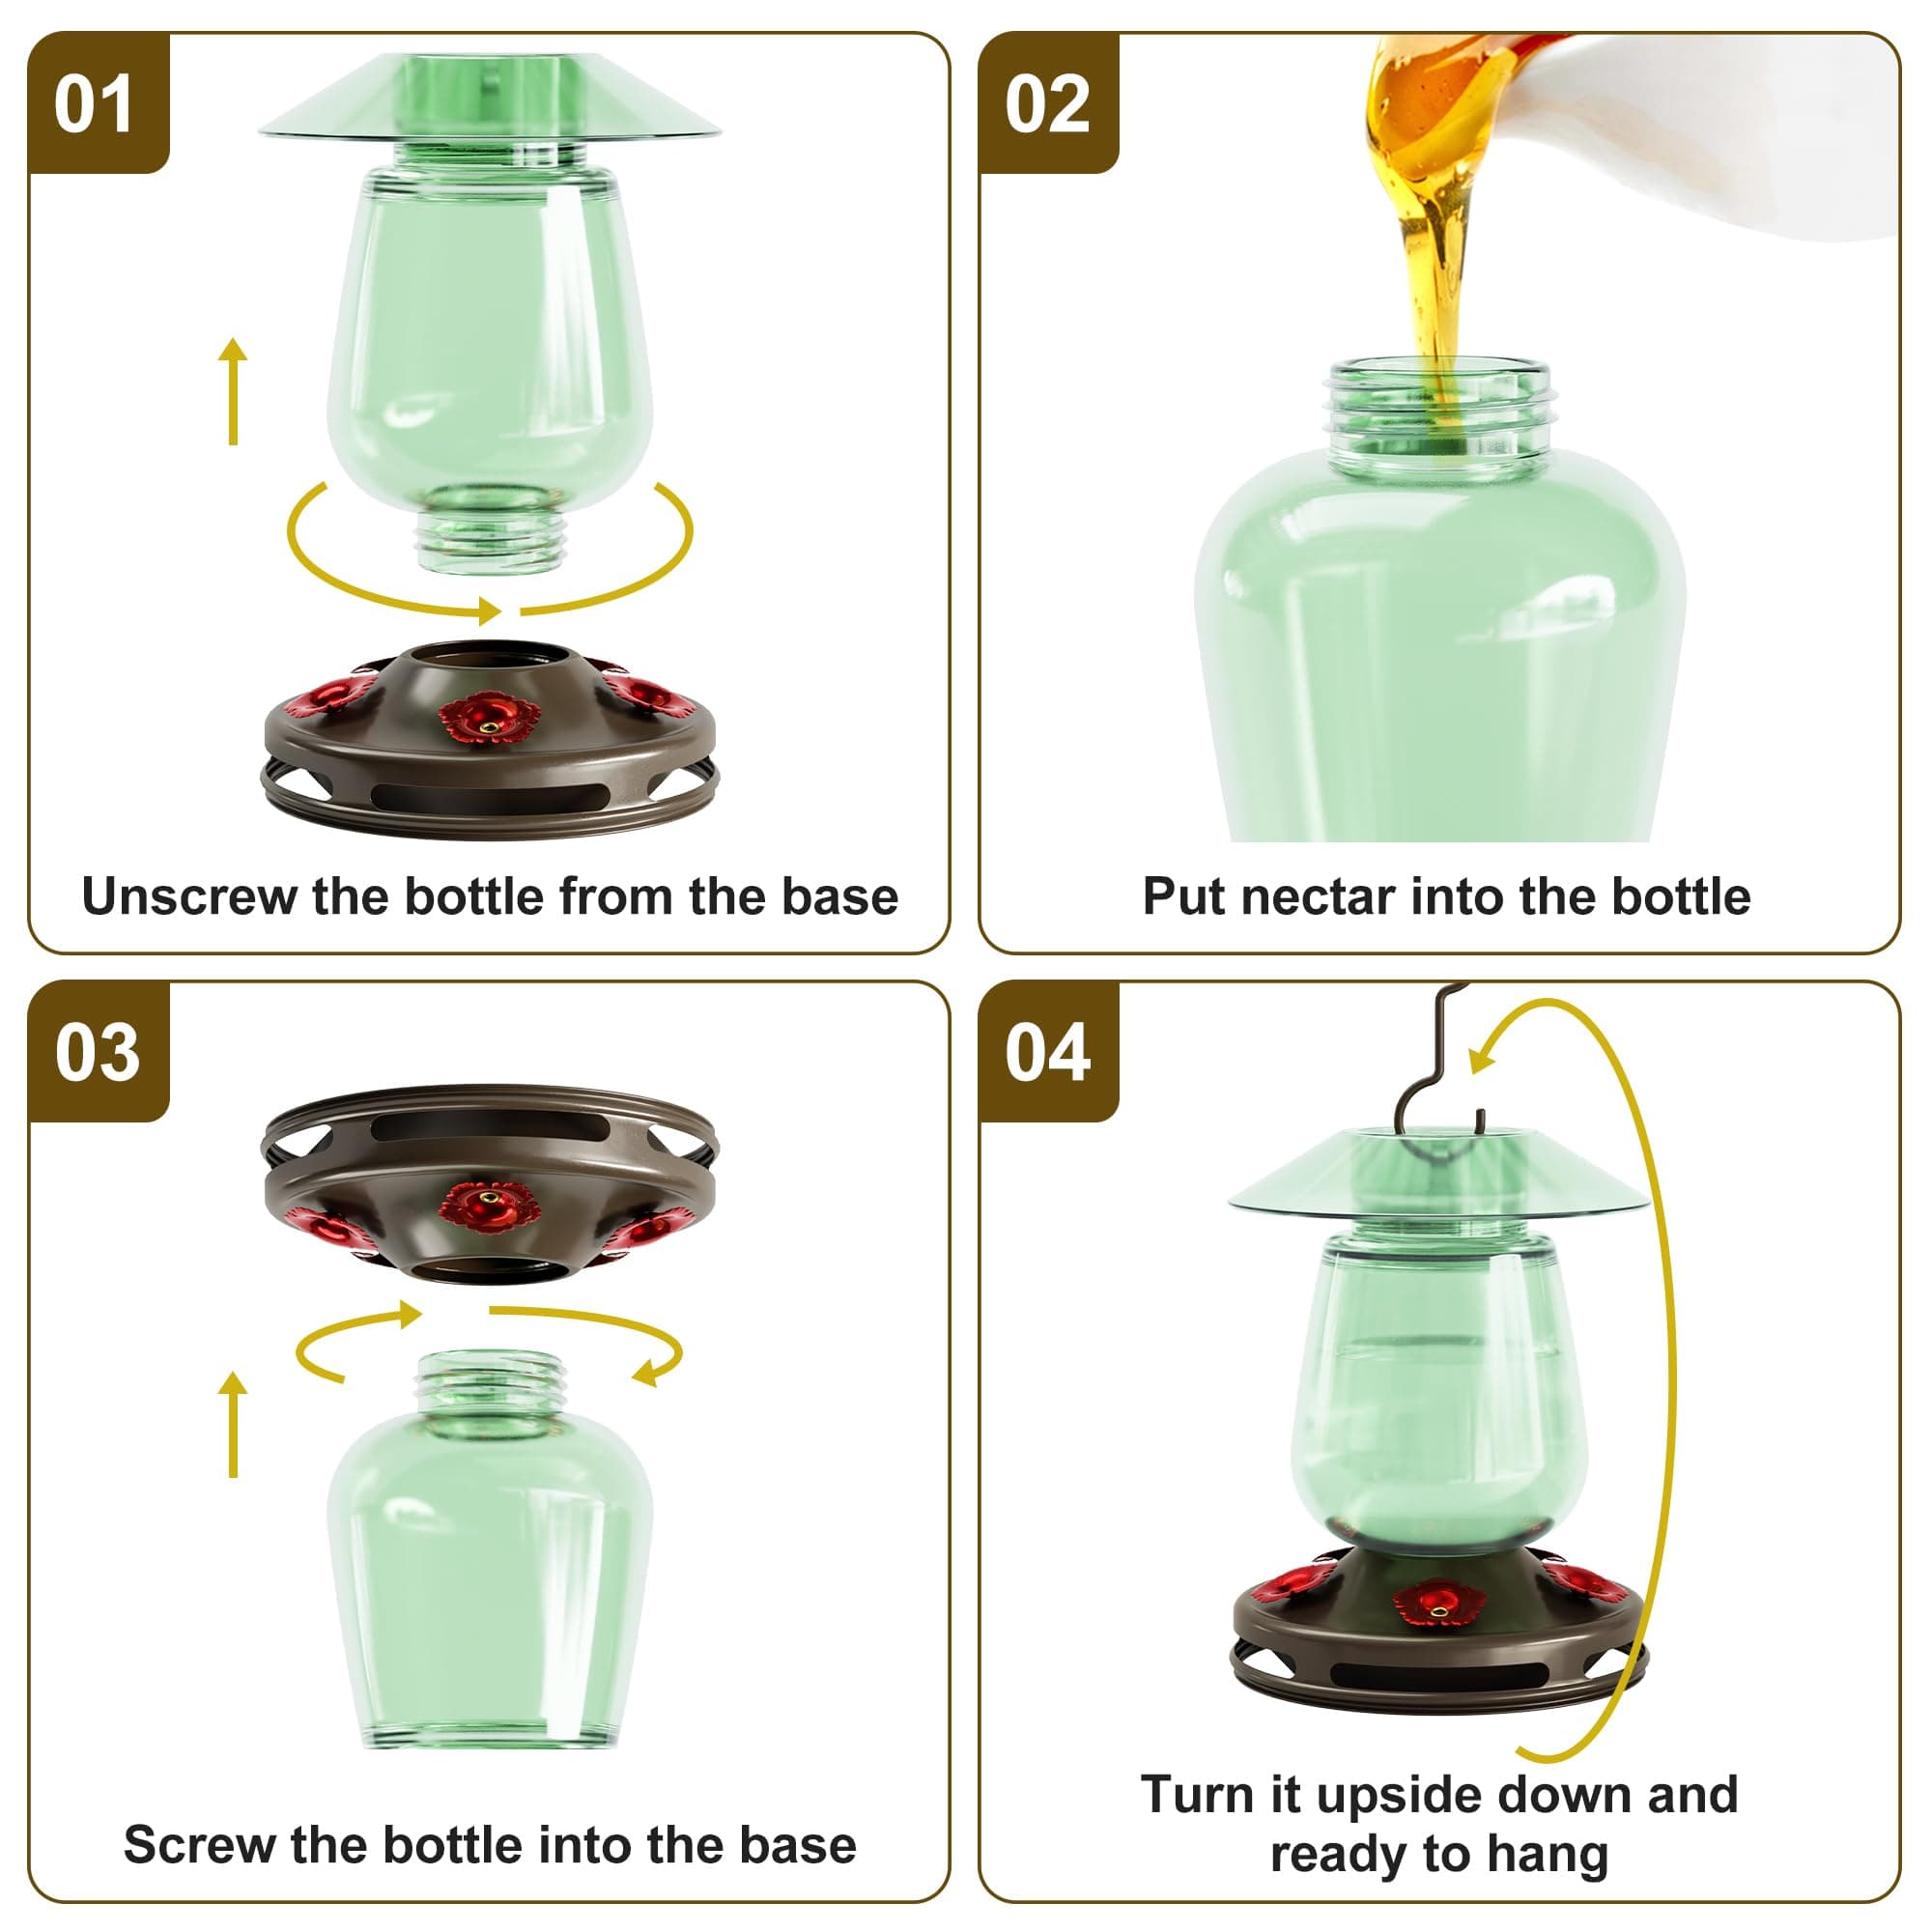 01
Unscrew the bottle from the base
02
Put nectar into the bottle
03
Screw the bottle into the base
04
Turn it upside down and
ready to hang